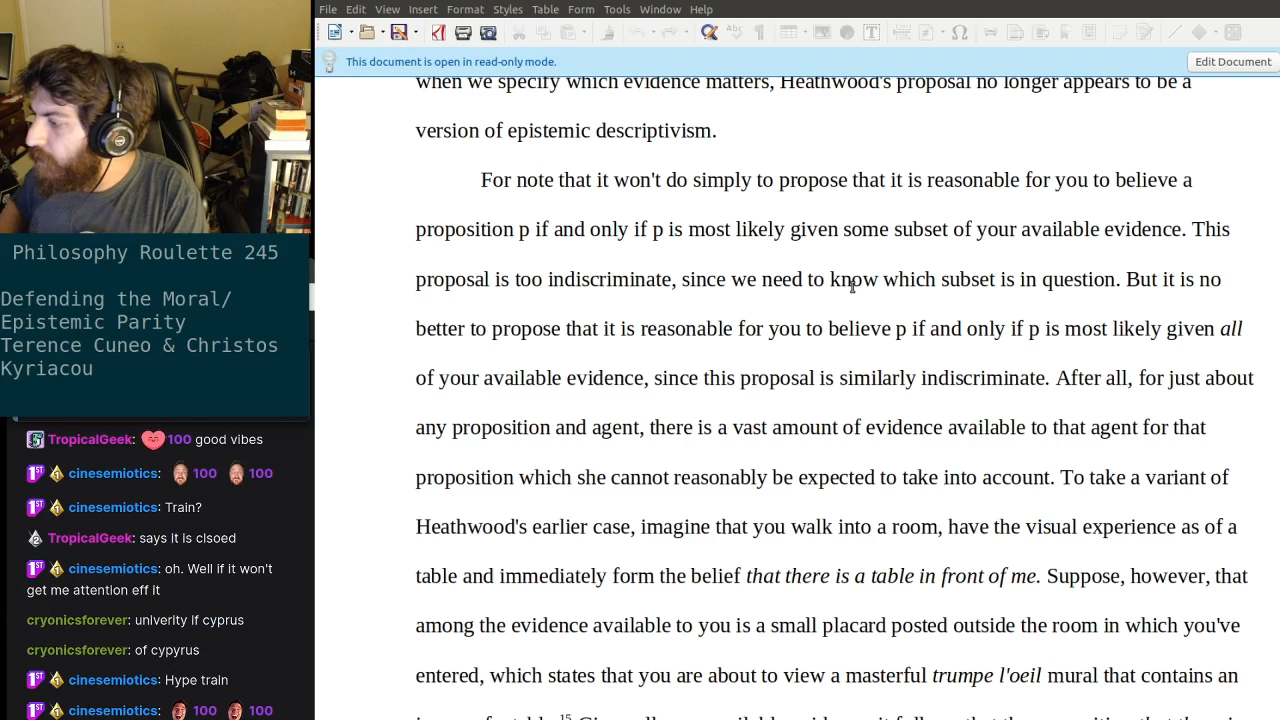 File Edit View Insert Format Styles Table Form Tools Window Help
This document is open in read-only mode.
Edit Document
when we specify which evidence matters, Heathwood's proposal no longer appears to be a
version of epistemic descriptivism.
For note that it won't do simply to propose that it is reasonable for you to believe a
proposition p if and only if p is most likely given some subset of your available evidence. This
proposal is too indiscriminate, since we need to know which subset is in question. But it is no
better to propose that it is reasonable for you to believe p if and only if p is most likely given all
of your available evidence, since this proposal is similarly indiscriminate. After all, for just about
any proposition and agent, there is a vast amount of evidence available to that agent for that
proposition which she cannot reasonably be expected to take into account. To take a variant of
Heathwood's earlier case, imagine that you walk into a room, have the visual experience as of a
table and immediately form the belief that there is a table in front of me. Suppose, however, that
among the evidence available to you is a small placard posted outside the room in which you've
entered, which states that you are about to view a masterful trumpe l'oeil mural that contains an
Philosophy Roulette 245
Defending the Moral/
Epistemic Parity
Terence Cuneo & Christos
Kyriacou
TropicalGeek: 100 good vibes
1ST 1 cinesemiotics: 100 100
1ST 1 cinesemiotics: Train?
2 TropicalGeek: says it is clsoed
1ST 1 cinesemiotics: oh. Well if it won't
get me attention eff it
cryonicsforever: univerity if cyprus
cryonicsforever: of cypyrus
1ST 1 cinesemiotics: Hype train
1ST 1 cinesemiotics: 100 100